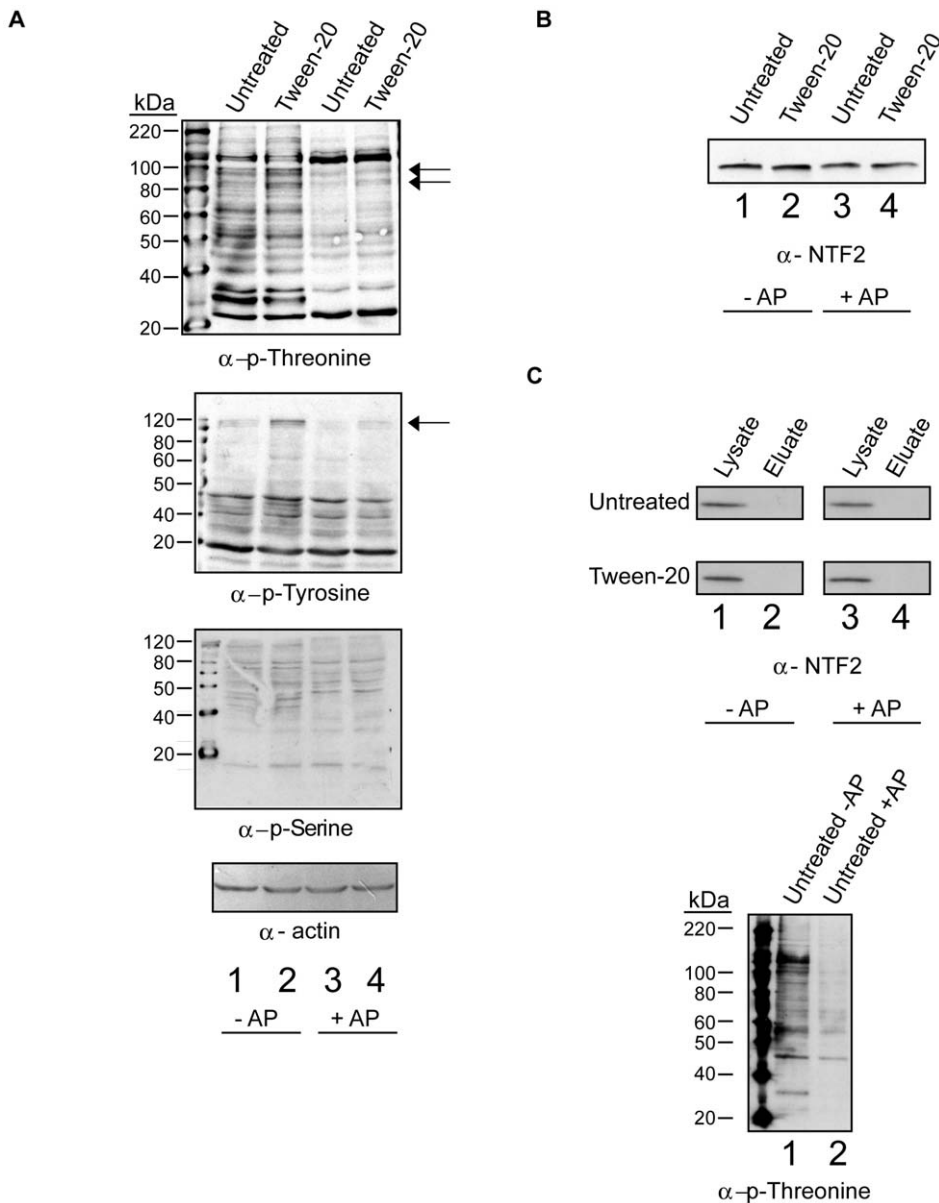 A
Untreated
Tween-20
Untreated
Tween-20
kDa
220
100
80
60
50
40
20
α-p-Threonine
120
80
60
50
40
20
α-p-Tyrosine
120
80
50
40
20
α-p-Serine
α- actin
1 2 3 4
- AP + AP
B
Untreated
Tween-20
Untreated
Tween-20
1 2 3 4
α- NTF2
- AP + AP
C
Lysate
Eluate
Lysate
Eluate
Untreated
Tween-20
1 2 3 4
α- NTF2
- AP + AP
Untreated -AP
Untreated +AP
kDa
220
100
80
60
50
40
20
1 2
α-p-Threonine